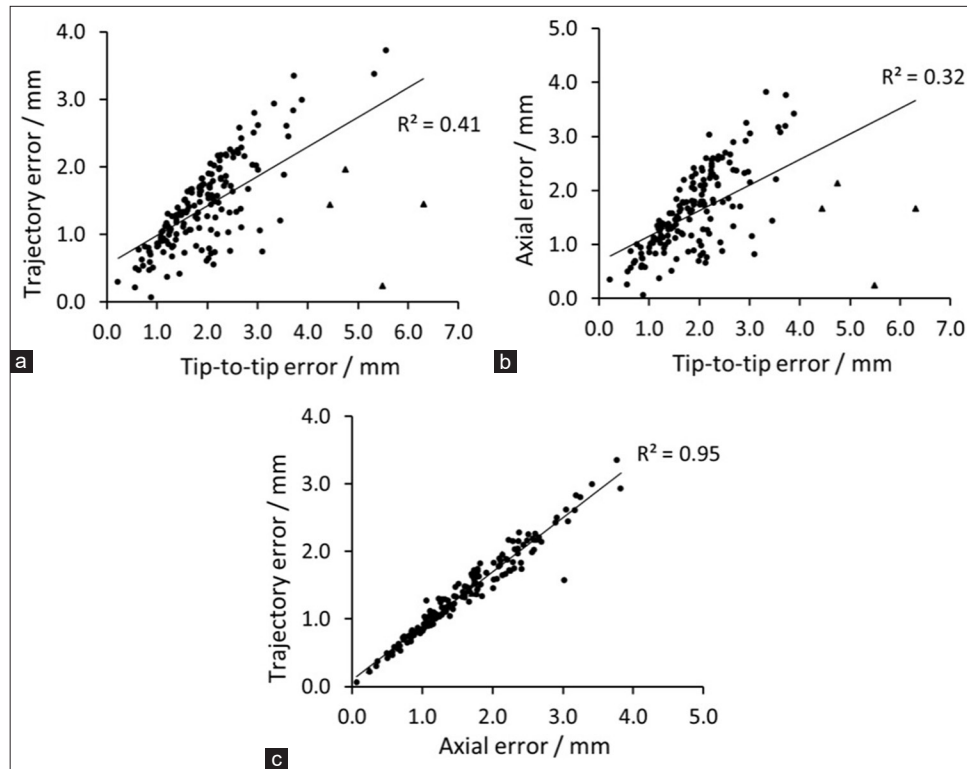 4.0
3.0
2.0
1.0
0.0
Trajectory error / mm
R² = 0.41
0.0 1.0 2.0 3.0 4.0 5.0 6.0 7.0
Tip-to-tip error / mm
a
5.0
4.0
3.0
2.0
1.0
0.0
Axial error / mm
R² = 0.32
0.0 1.0 2.0 3.0 4.0 5.0 6.0 7.0
Tip-to-tip error / mm
b
4.0
3.0
2.0
1.0
0.0
Trajectory error / mm
R² = 0.95
0.0 1.0 2.0 3.0 4.0 5.0
Axial error / mm
c